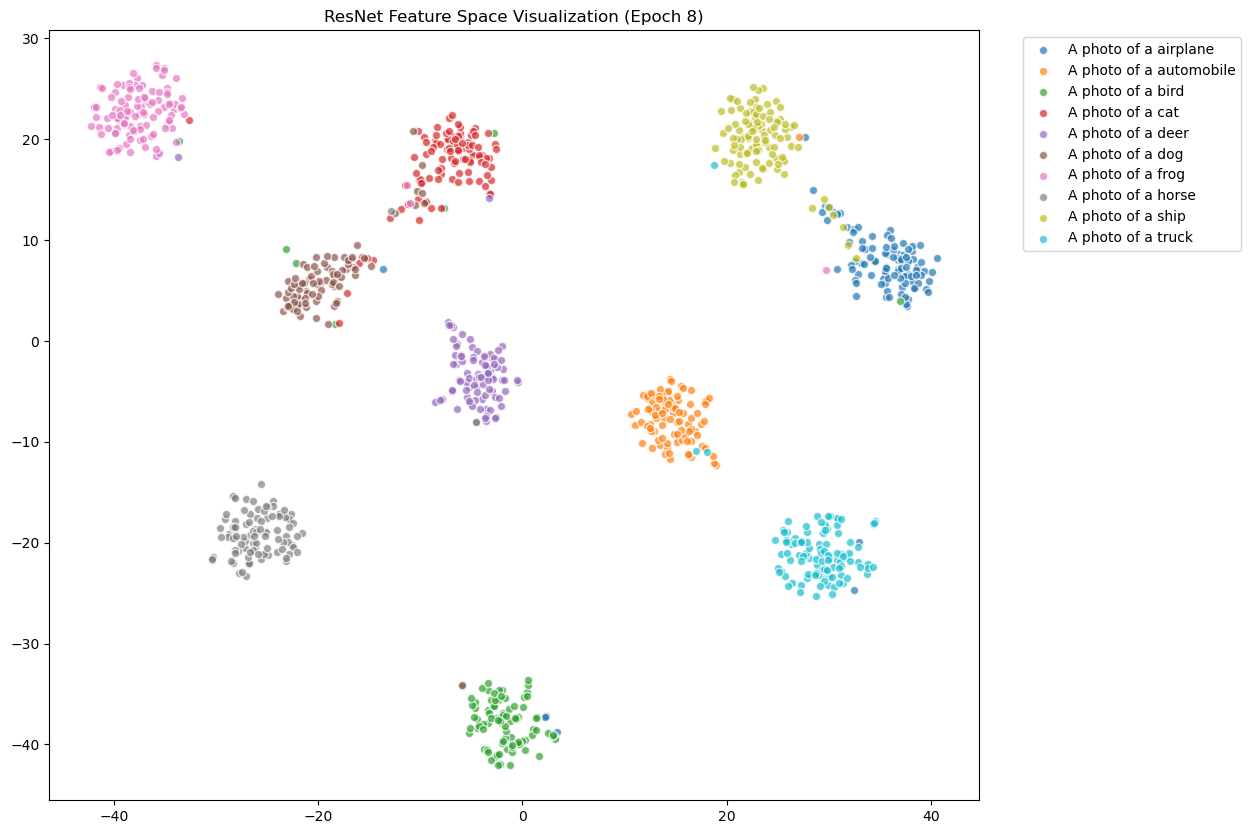 ResNet Feature Space Visualization (Epoch 8)
30
20
10
0
−10
−20
−30
−40
−40
−20
0
20
40
A photo of a airplane
A photo of a automobile
A photo of a bird
A photo of a cat
A photo of a deer
A photo of a dog
A photo of a frog
A photo of a horse
A photo of a ship
A photo of a truck